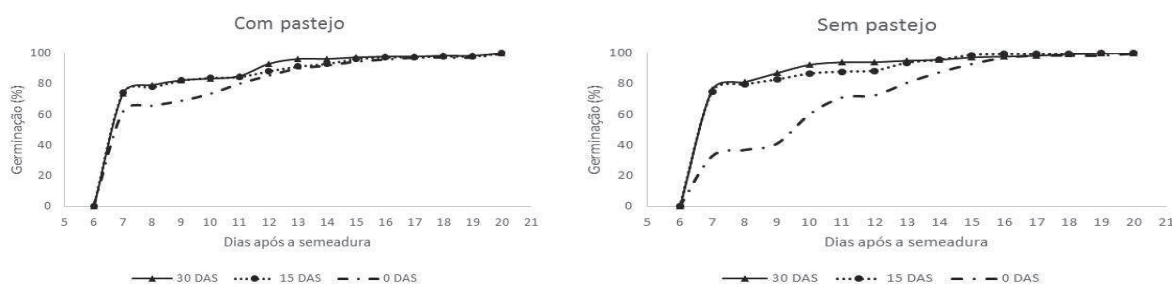 Com pastejo
Germinação (%)
100
80
60
40
20
0
5 6 7 8 9 10 11 12 13 14 15 16 17 18 19 20 21
Dias após a semeadura
30 DAS 15 DAS 0 DAS
Sem pastejo
Germinação (%)
100
80
60
40
20
0
5 6 7 8 9 10 11 12 13 14 15 16 17 18 19 20 21
Dias após a semeadura
30 DAS 15 DAS 0 DAS